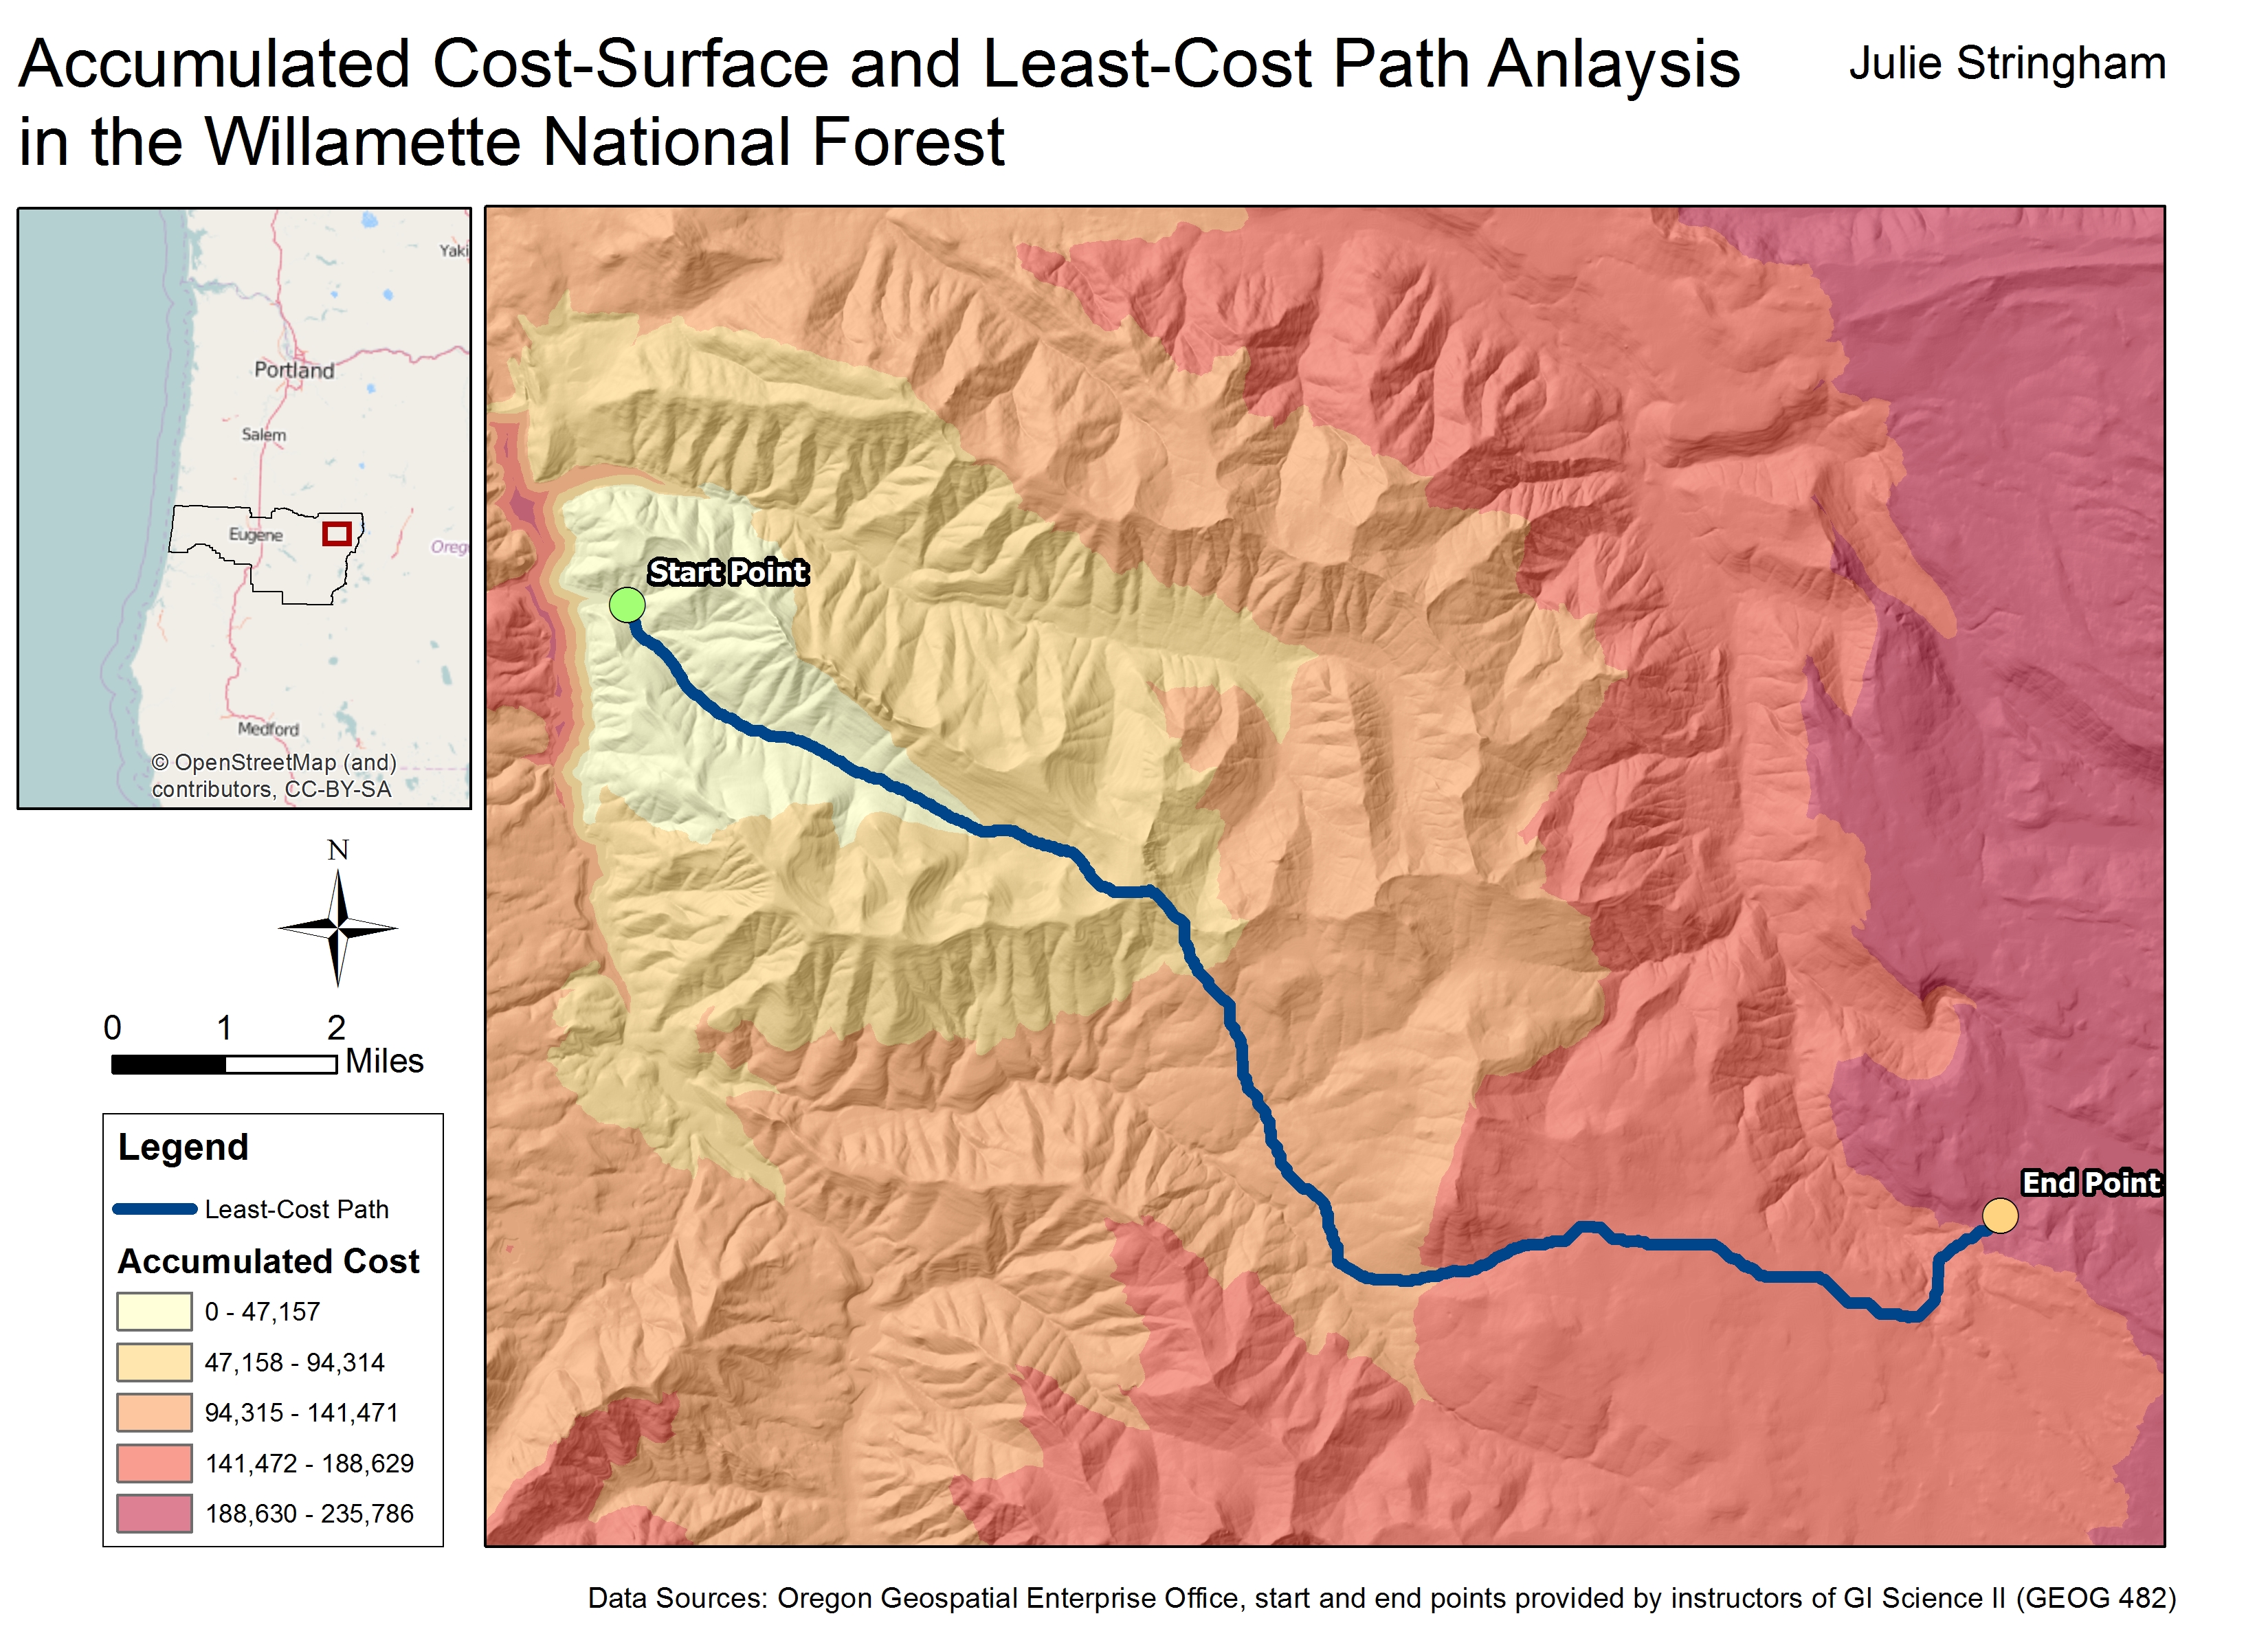 Accumulated Cost-Surface and Least-Cost Path Anlaysis
in the Willamette National Forest
Julie Stringham
Yaki
Portland
Salem
Eugene
Oreg
Medford
© OpenStreetMap (and)
contributors, CC-BY-SA
N
0 1 2
Miles
Legend
Least-Cost Path
Accumulated Cost
0 - 47,157
47,158 - 94,314
94,315 - 141,471
141,472 - 188,629
188,630 - 235,786
Start Point
End Point
Data Sources: Oregon Geospatial Enterprise Office, start and end points provided by instructors of GI Science II (GEOG 482)